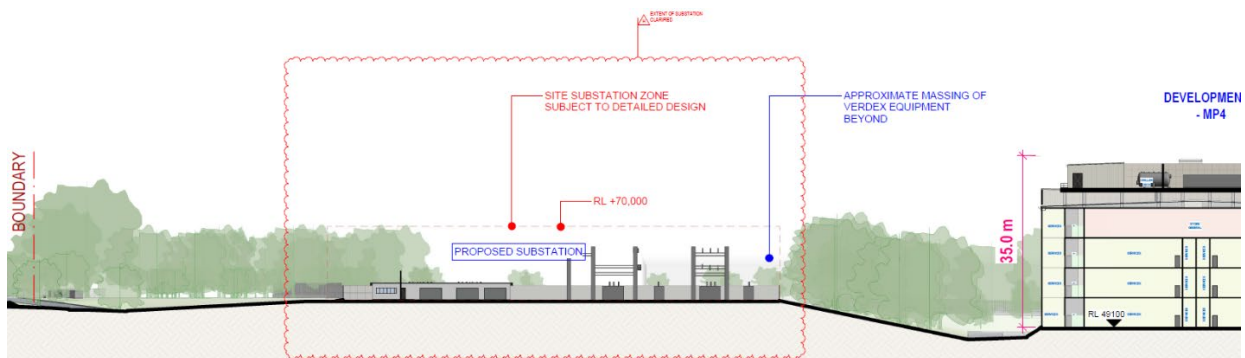 EXTENT OF SUBSTATION
CLARIFIED
SITE SUBSTATION ZONE
SUBJECT TO DETAILED DESIGN
APPROXIMATE MASSING OF
VERDEX EQUIPMENT
BEYOND
DEVELOPMEN
- MP4
BOUNDARY
RL +70,000
PROPOSED SUBSTATION
35.0 m
RL 49100